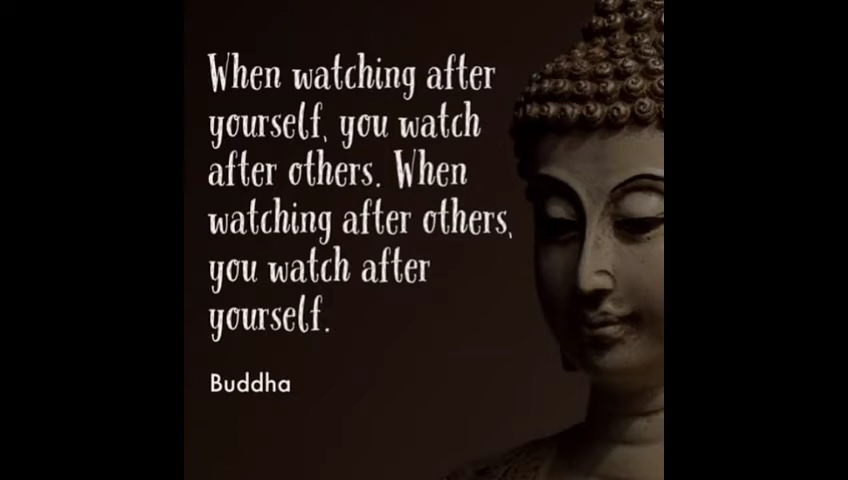 When watching after
yourself, you watch
after others. When
watching after others,
you watch after
yourself.
Buddha